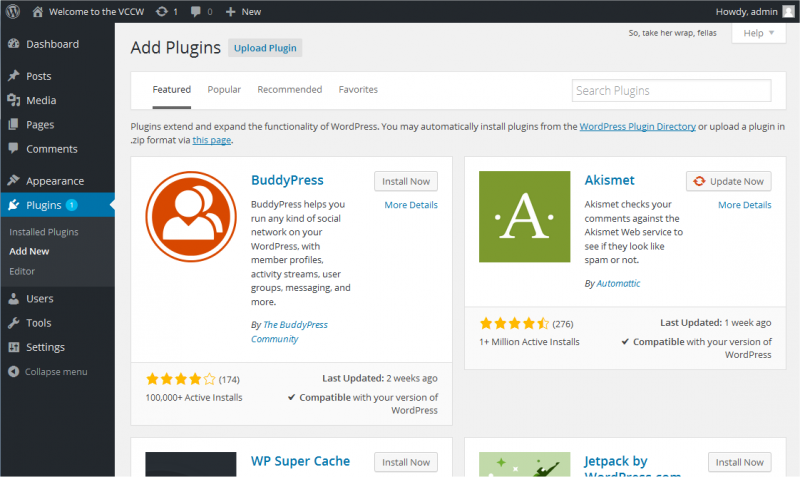 Welcome to the VCCW 1 0 New Howdy, admin
So, take her wrap, fellas
Help
Dashboard
Posts
Media
Pages
Comments
Appearance
Plugins 1
Installed Plugins
Add New
Editor
Users
Tools
Settings
Collapse menu
Add Plugins Upload Plugin
Featured Popular Recommended Favorites
Search Plugins
Plugins extend and expand the functionality of WordPress. You may automatically install plugins from the WordPress Plugin Directory or upload a plugin in
.zip format via this page.
BuddyPress
Install Now
More Details
BuddyPress helps you
run any kind of social
network on your
WordPress, with
member profiles,
activity streams, user
groups, messaging, and
more.
By The BuddyPress
Community
(174)
100,000+ Active Installs
Last Updated: 2 weeks ago
Compatible with your version of
WordPress
A
Akismet
Update Now
More Details
Akismet checks your
comments against the
Akismet Web service to
see if they look like
spam or not.
By Automattic
(276)
1+ Million Active Installs
Last Updated: 1 week ago
Compatible with your version of
WordPress
WP Super Cache
Install Now
Jetpack by
WordPress.com
Install Now